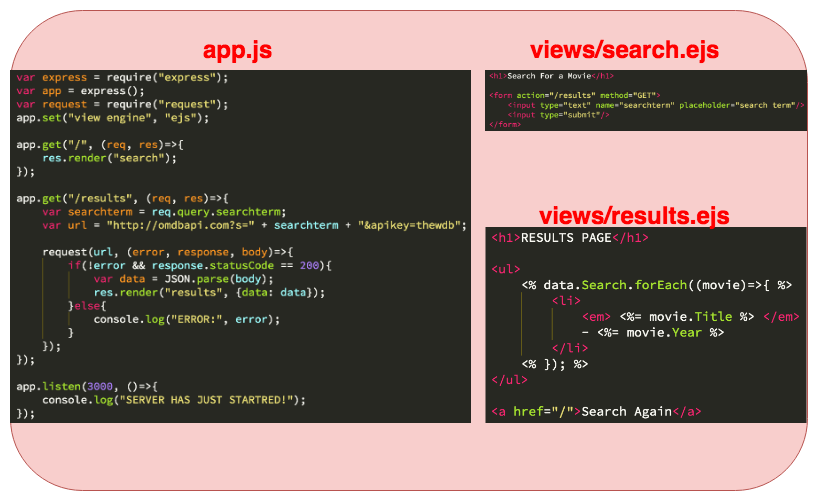 app.js
var express = require("express");
var app = express();
var request = require("request");
app.set("view engine", "ejs");
app.get("/", (req, res)=>{
    res.render("search");
});
app.get("/results", (req, res)=>{
    var searchterm = req.query.searchterm;
    var url = "http://omdbapi.com?s=" + searchterm + "&apikey=thewdb";
    request(url, (error, response, body)=>{
        if(!error && response.statusCode == 200){
            var data = JSON.parse(body);
            res.render("results", {data: data});
        }else{
            console.log("ERROR:", error);
        }
    });
});
app.listen(3000, ()=>{
    console.log("SERVER HAS JUST STARTRED!");
});
views/search.ejs
<h1>Search For a Movie</h1>
<form action="/results" method="GET">
    <input type="text" name="searchterm" placeholder="search term"/>
    <input type="submit"/>
</form>
views/results.ejs
<h1>RESULTS PAGE</h1>
<ul>
    <% data.Search.forEach((movie)=>{ %>
        <li>
            <em> <%= movie.Title %> </em>
            - <%= movie.Year %>
        </li>
    <% }); %>
</ul>
<a href="/">Search Again</a>